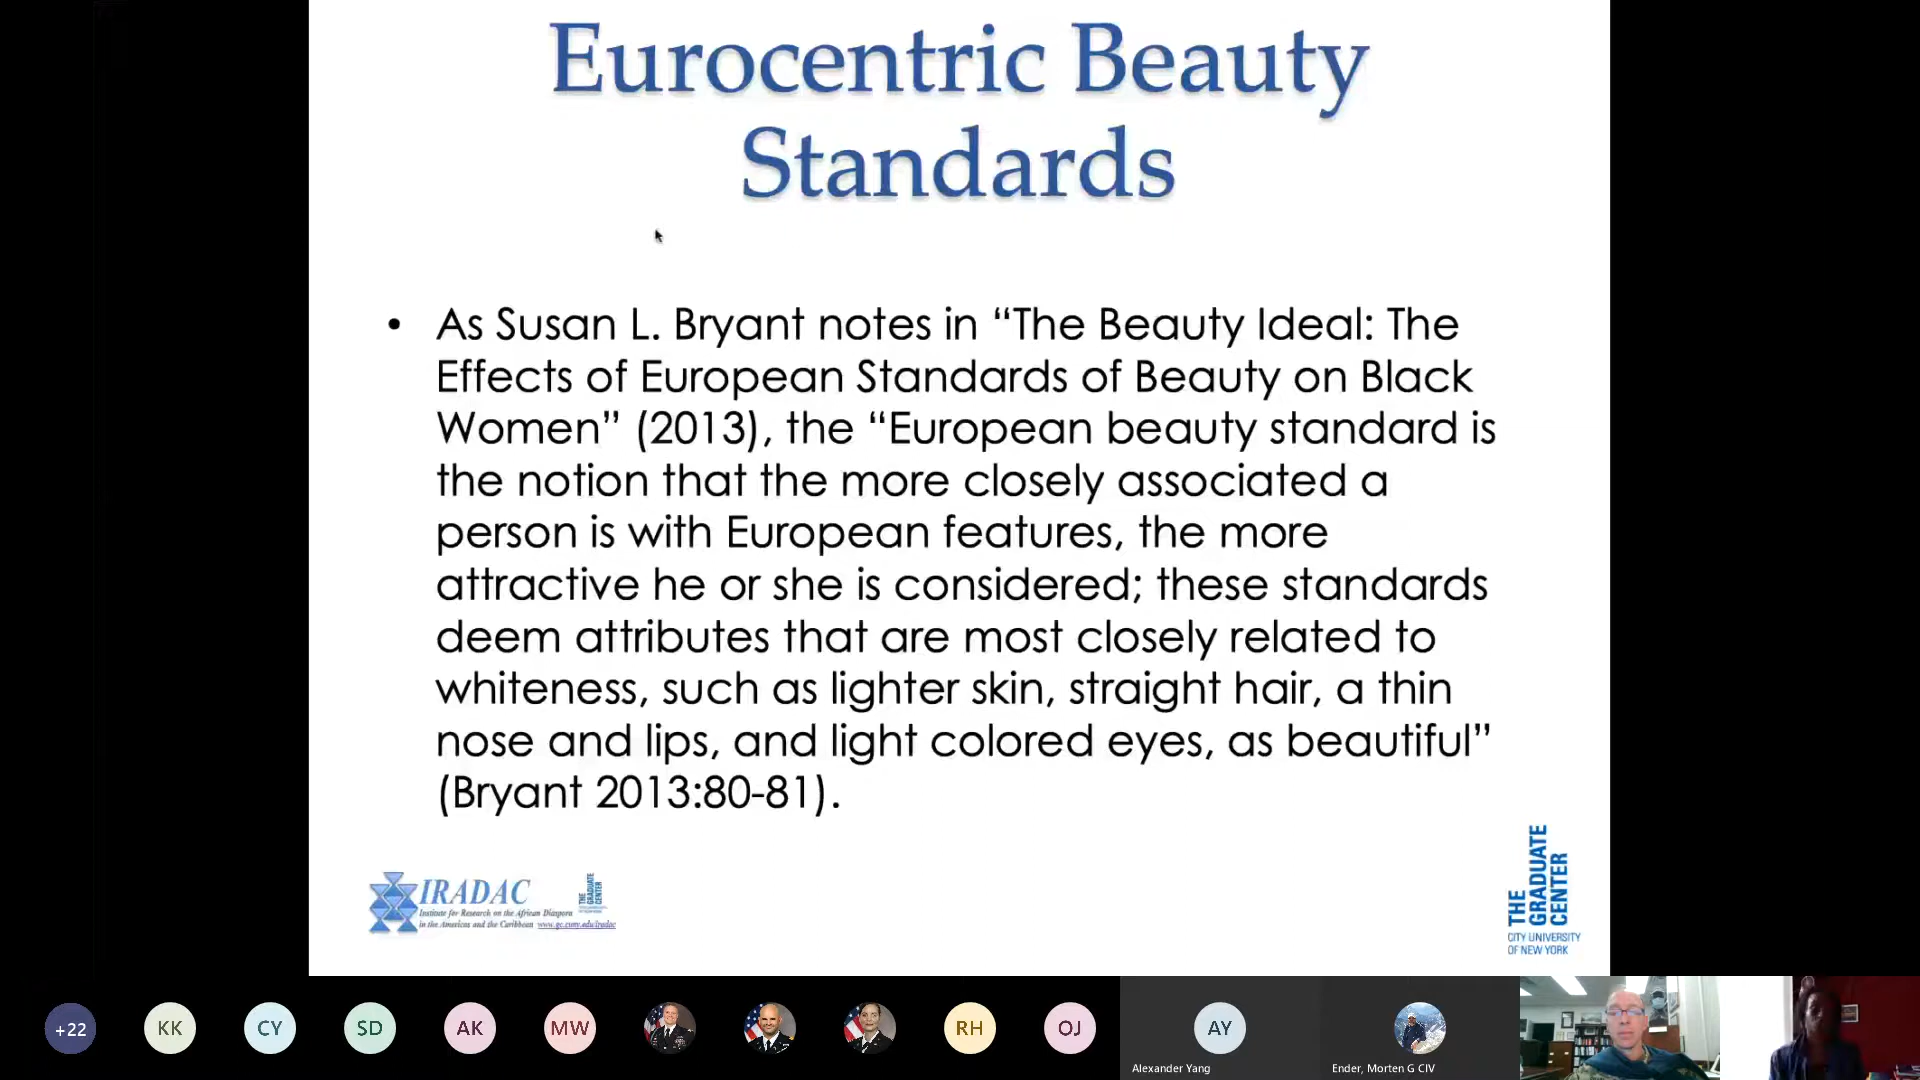 Eurocentric Beauty
Standards
• As Susan L. Bryant notes in “The Beauty Ideal: The
Effects of European Standards of Beauty on Black
Women” (2013), the “European beauty standard is
the notion that the more closely associated a
person is with European features, the more
attractive he or she is considered; these standards
deem attributes that are most closely related to
whiteness, such as lighter skin, straight hair, a thin
nose and lips, and light colored eyes, as beautiful”
(Bryant 2013:80-81).
IRADAC
Institute for Research on the African Diaspora
in the Americas and the Caribbean www.gc.cuny.edu/iradac
THE
GRADUATE
CENTER
THE
GRADUATE
CENTER
CITY UNIVERSITY
OF NEW YORK
+22
KK
CY
SD
AK
MW
RH
OJ
AY
Alexander Yang
Ender, Morten G CIV